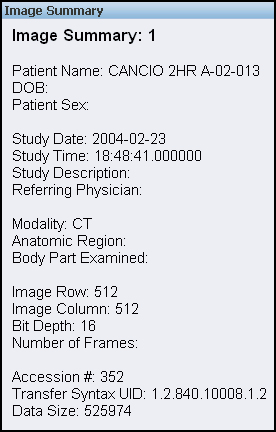 Image Summary
Image Summary: 1
Patient Name: CANCIO 2HR A-02-013
DOB:
Patient Sex:
Study Date: 2004-02-23
Study Time: 18:48:41.000000
Study Description:
Referring Physician:
Modality: CT
Anatomic Region:
Body Part Examined:
Image Row: 512
Image Column: 512
Bit Depth: 16
Number of Frames:
Accession #: 352
Transfer Syntax UID: 1.2.840.10008.1.2
Data Size: 525974